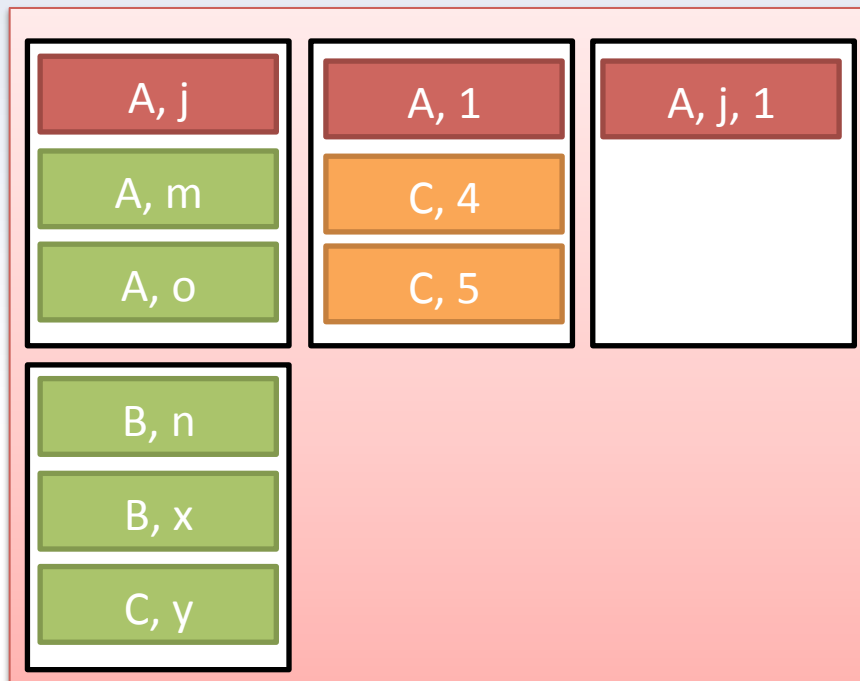 A, j
A, m
A, o
A, 1
C, 4
C, 5
A, j, 1
B, n
B, x
C, y